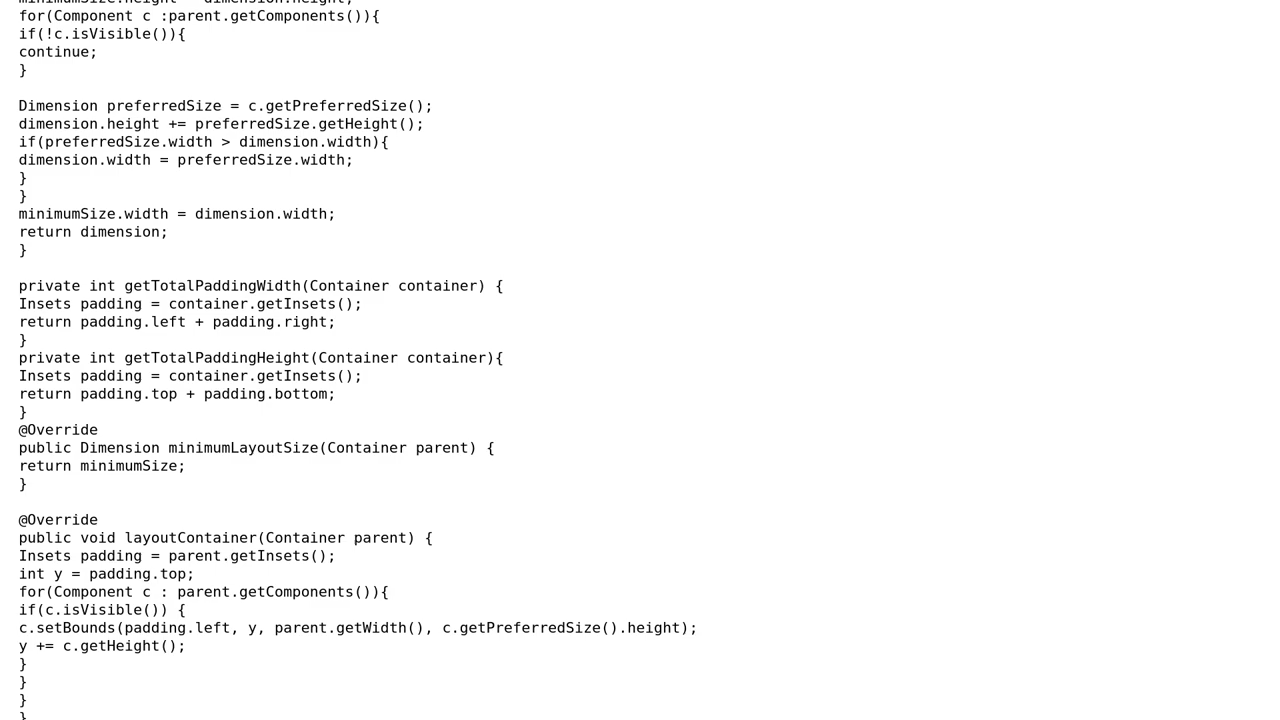 minimumSize.height = dimension.height;
for(Component c :parent.getComponents()){
if(!c.isVisible()){
continue;
}
Dimension preferredSize = c.getPreferredSize();
dimension.height += preferredSize.getHeight();
if(preferredSize.width > dimension.width){
dimension.width = preferredSize.width;
}
}
minimumSize.width = dimension.width;
return dimension;
}
private int getTotalPaddingWidth(Container container) {
Insets padding = container.getInsets();
return padding.left + padding.right;
}
private int getTotalPaddingHeight(Container container){
Insets padding = container.getInsets();
return padding.top + padding.bottom;
}
@Override
public Dimension minimumLayoutSize(Container parent) {
return minimumSize;
}
@Override
public void layoutContainer(Container parent) {
Insets padding = parent.getInsets();
int y = padding.top;
for(Component c : parent.getComponents()){
if(c.isVisible()) {
c.setBounds(padding.left, y, parent.getWidth(), c.getPreferredSize().height);
y += c.getHeight();
}
}
}
}